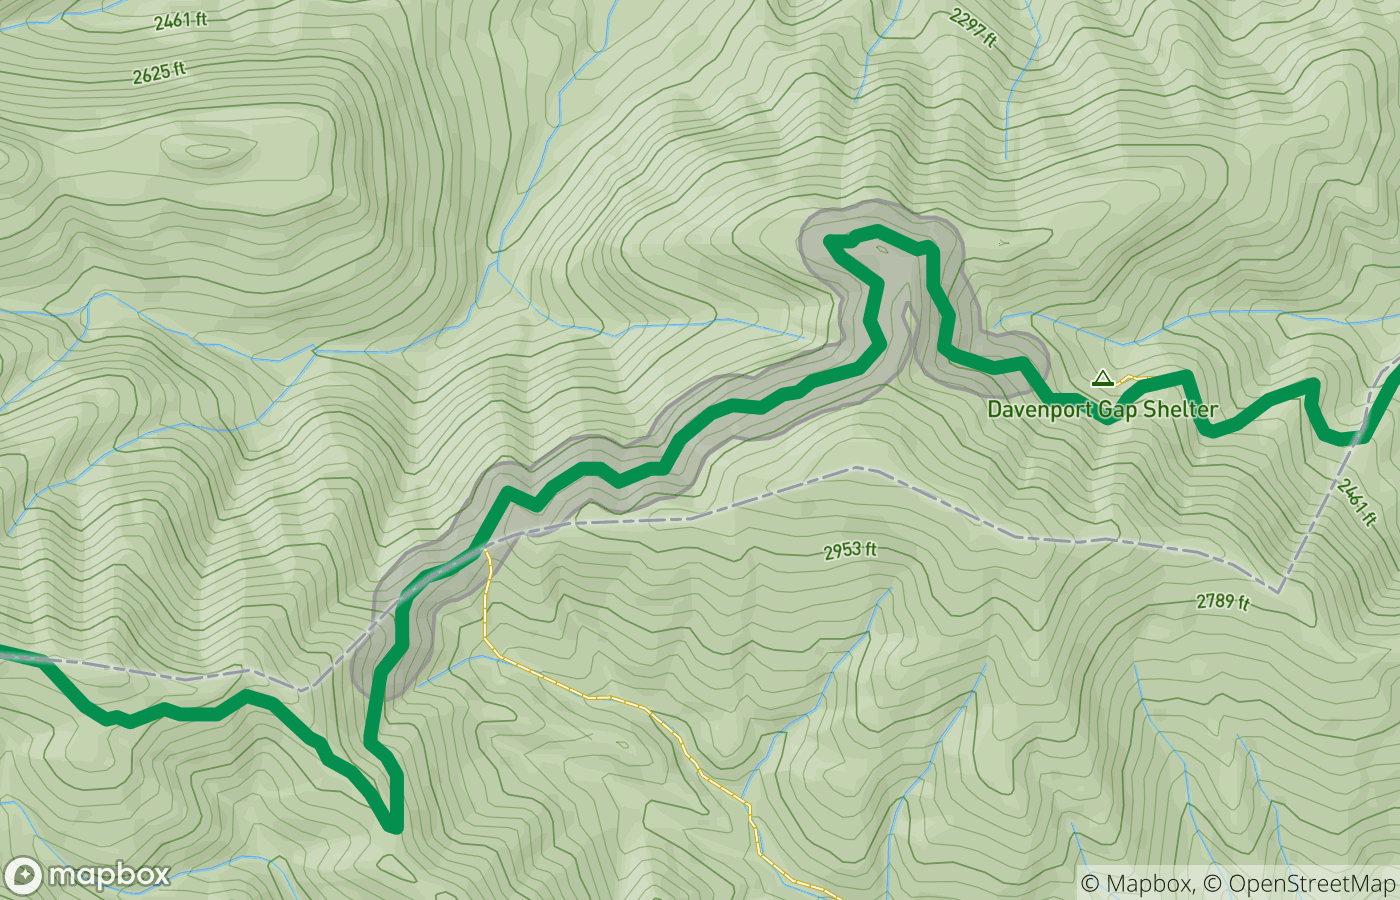 2461 ft
2297 ft
2625 ft
Davenport Gap Shelter
2461 ft
2953 ft
2789 ft
mapbox
© Mapbox, © OpenStreetMap